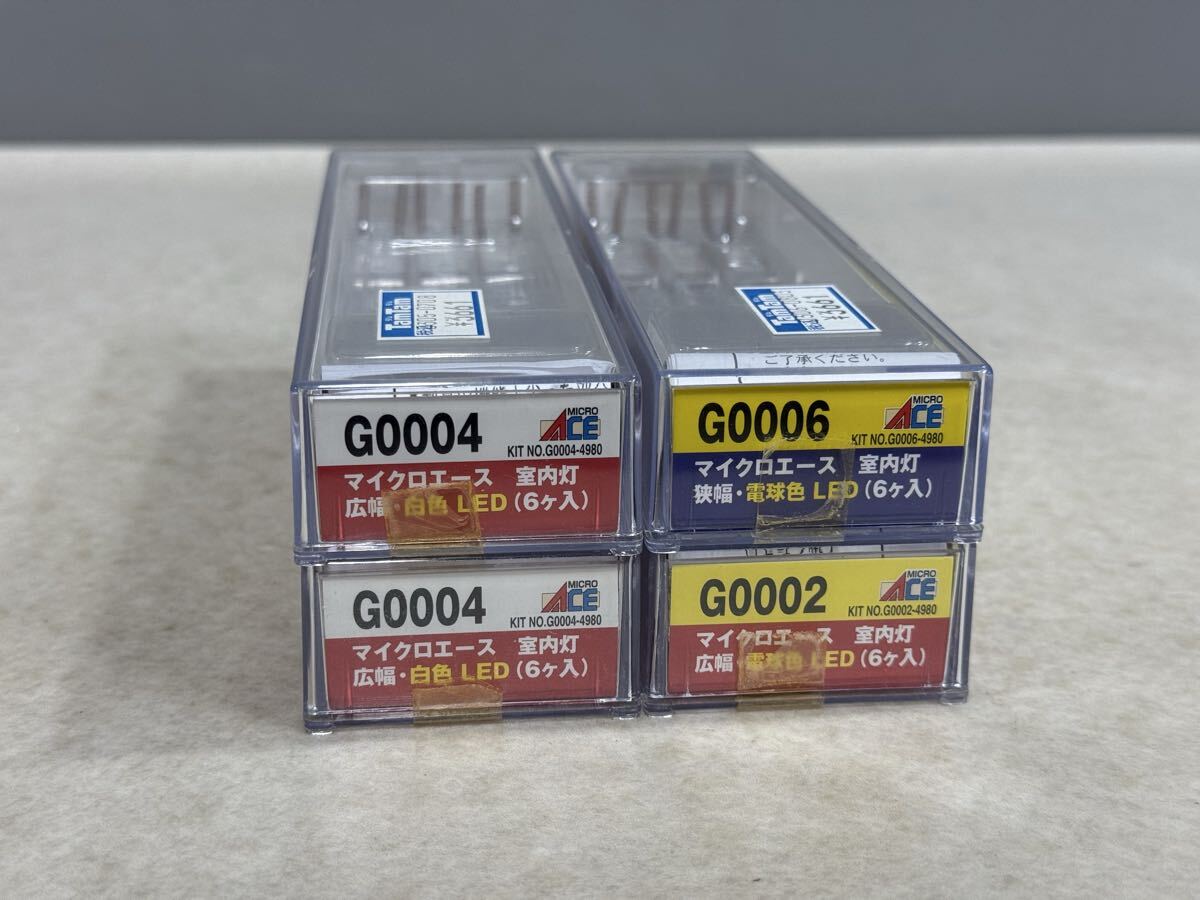 TamTam
¥3661
TamTam
¥3661
ご了承ください。
G0004
MICRO
ACE
KIT NO.G0004-4980
マイクロエース 室内灯
広幅・白色 LED(6ヶ入)
G0006
MICRO
ACE
KIT NO.G0006-4980
マイクロエース 室内灯
狭幅・電球色 LED(6ヶ入)
G0004
MICRO
ACE
KIT NO.G0004-4980
マイクロエース 室内灯
広幅・白色 LED(6ヶ入)
G0002
MICRO
ACE
KIT NO.G0002-4980
マイクロエース 室内灯
広幅・電球色 LED(6ヶ入)